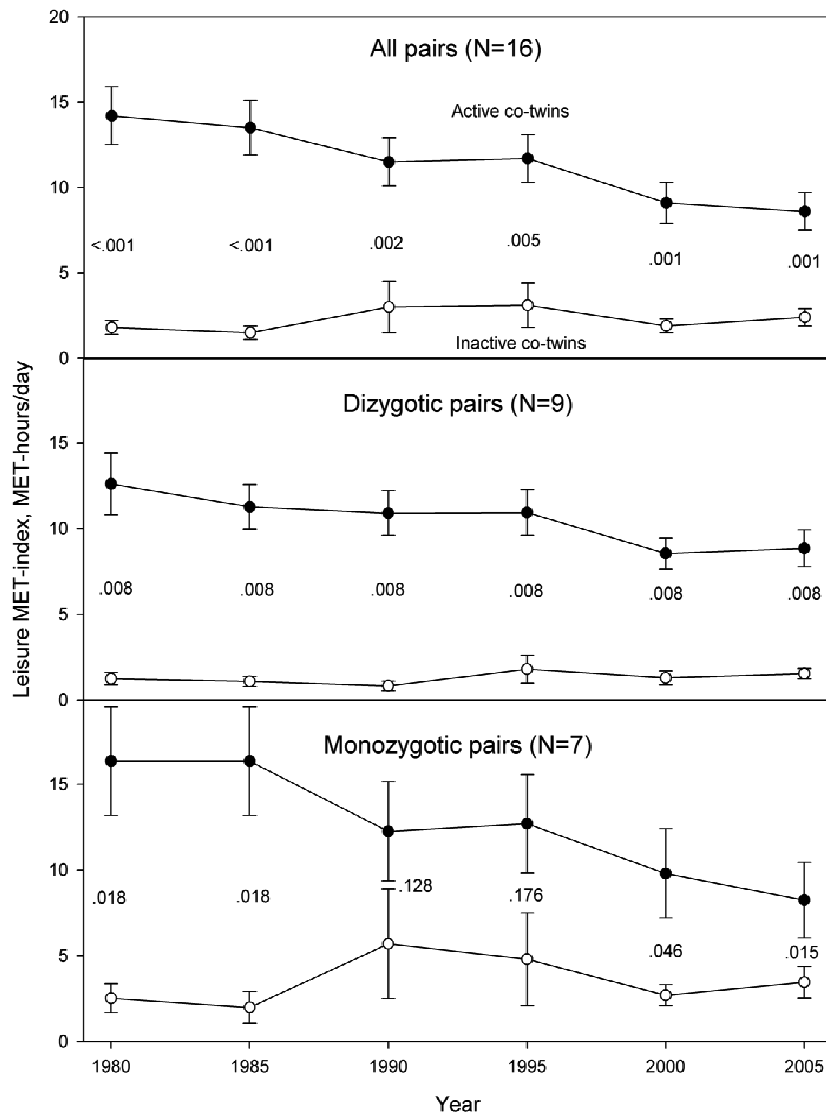 20
All pairs (N=16)
15
Active co-twins
10
<.001 <.001 .002 .005 .001 .001
5
Inactive co-twins
0
Dizygotic pairs (N=9)
15
10
.008 .008 .008 .008 .008 .008
5
0
Monozygotic pairs (N=7)
15
10
.018 .018 .128 .176 .046 .015
5
0
1980 1985 1990 1995 2000 2005
Year
Leisure MET-index, MET-hours/day